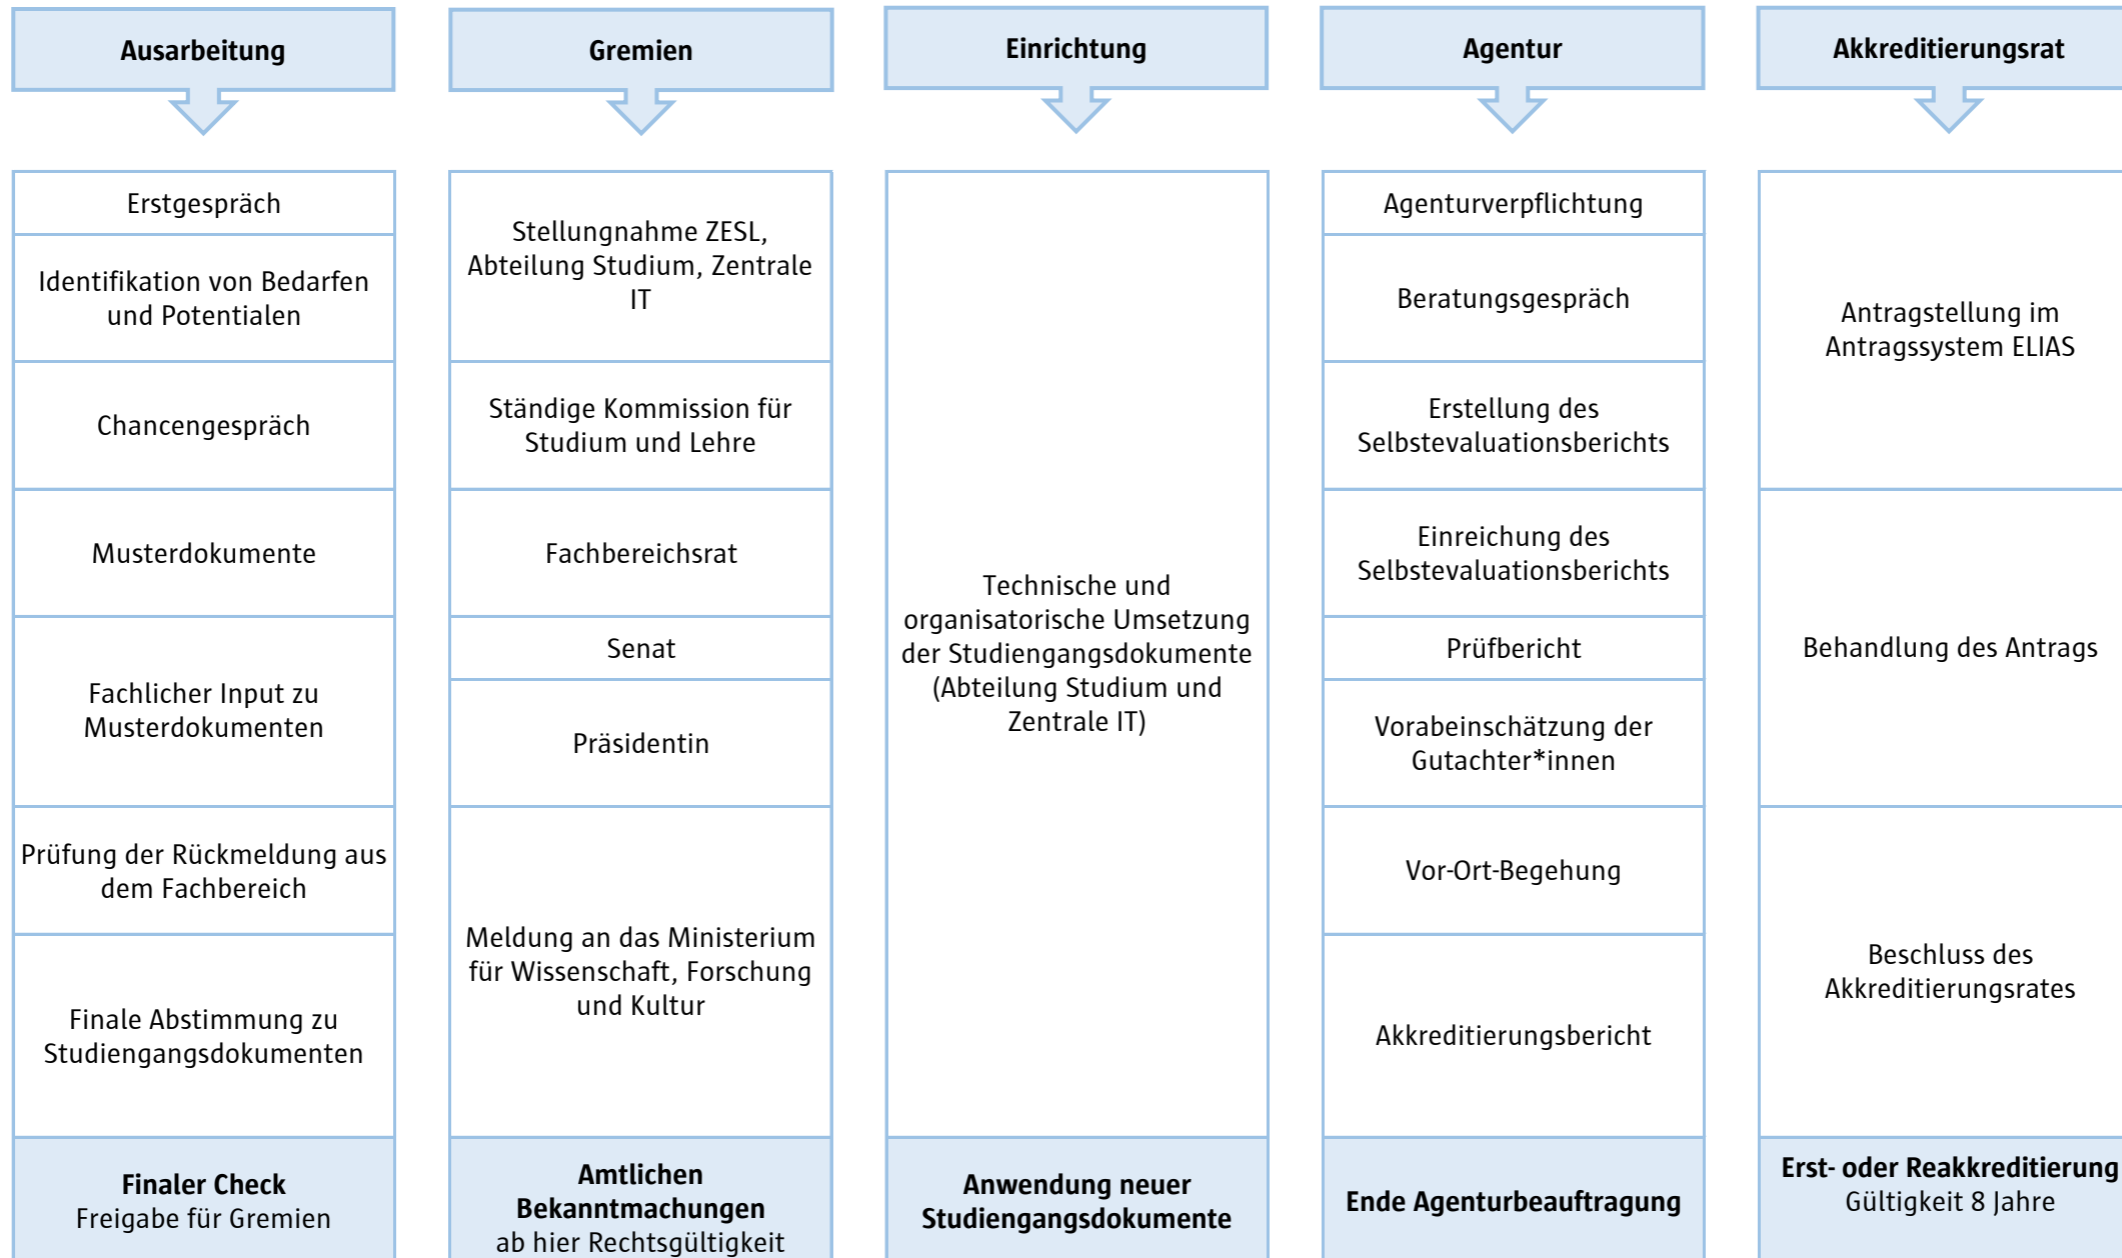 Ausarbeitung
Erstgespräch
Identifikation von Bedarfen
und Potentialen
Chancengespräch
Musterdokumente
Fachlicher Input zu
Musterdokumenten
Prüfung der Rückmeldung aus
dem Fachbereich
Finale Abstimmung zu
Studiengangsdokumenten
Finaler Check
Freigabe für Gremien
Gremien
Stellungnahme ZESL,
Abteilung Studium, Zentrale
IT
Ständige Kommission für
Studium und Lehre
Fachbereichsrat
Senat
Präsidentin
Meldung an das Ministerium
für Wissenschaft, Forschung
und Kultur
Amtlichen
Bekanntmachungen
ab hier Rechtsgültigkeit
Einrichtung
Technische und
organisatorische Umsetzung
der Studiengangsdokumente
(Abteilung Studium und
Zentrale IT)
Anwendung neuer
Studiengangsdokumente
Agentur
Agenturverpflichtung
Beratungsgespräch
Erstellung des
Selbstevaluationsberichts
Einreichung des
Selbstevaluationsberichts
Prüfbericht
Vorabeinschätzung der
Gutachter*innen
Vor-Ort-Begehung
Akkreditierungsbericht
Ende Agenturbeauftragung
Akkreditierungsrat
Antragstellung im
Antragssystem ELIAS
Behandlung des Antrags
Beschluss des
Akkreditierungsrates
Erst- oder Reakkreditierung
Gültigkeit 8 Jahre